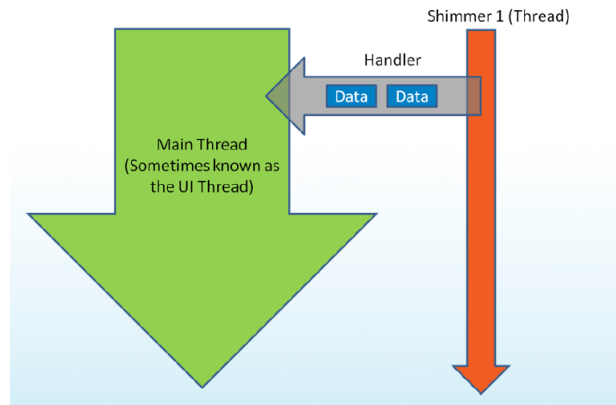 Shimmer 1 (Thread)
Handler
Data Data
Main Thread
(Sometimes known as
the UI Thread)